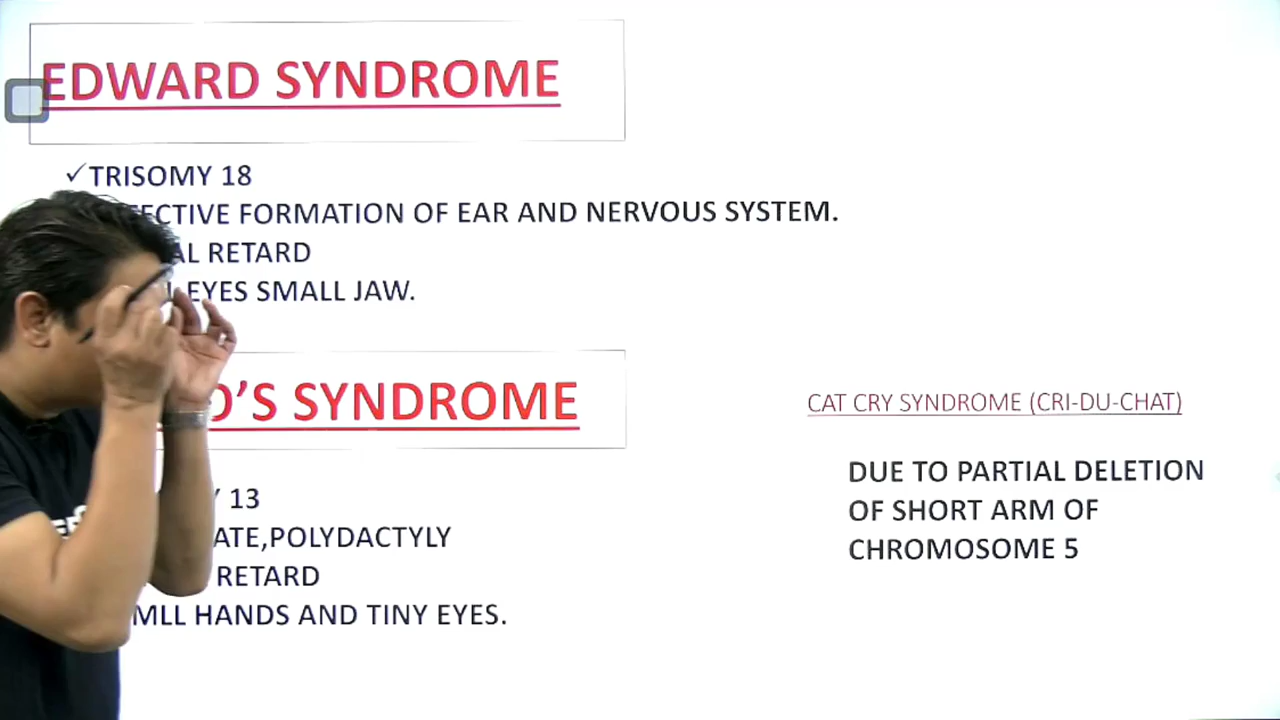 EDWARD SYNDROME
✓TRISOMY 18
FECTIVE FORMATION OF EAR AND NERVOUS SYSTEM.
AL RETARD
EYES SMALL JAW.
O'S SYNDROME
13
ATE,POLYDACTYLY
RETARD
MLL HANDS AND TINY EYES.
CAT CRY SYNDROME (CRI-DU-CHAT)
DUE TO PARTIAL DELETION
OF SHORT ARM OF
CHROMOSOME 5